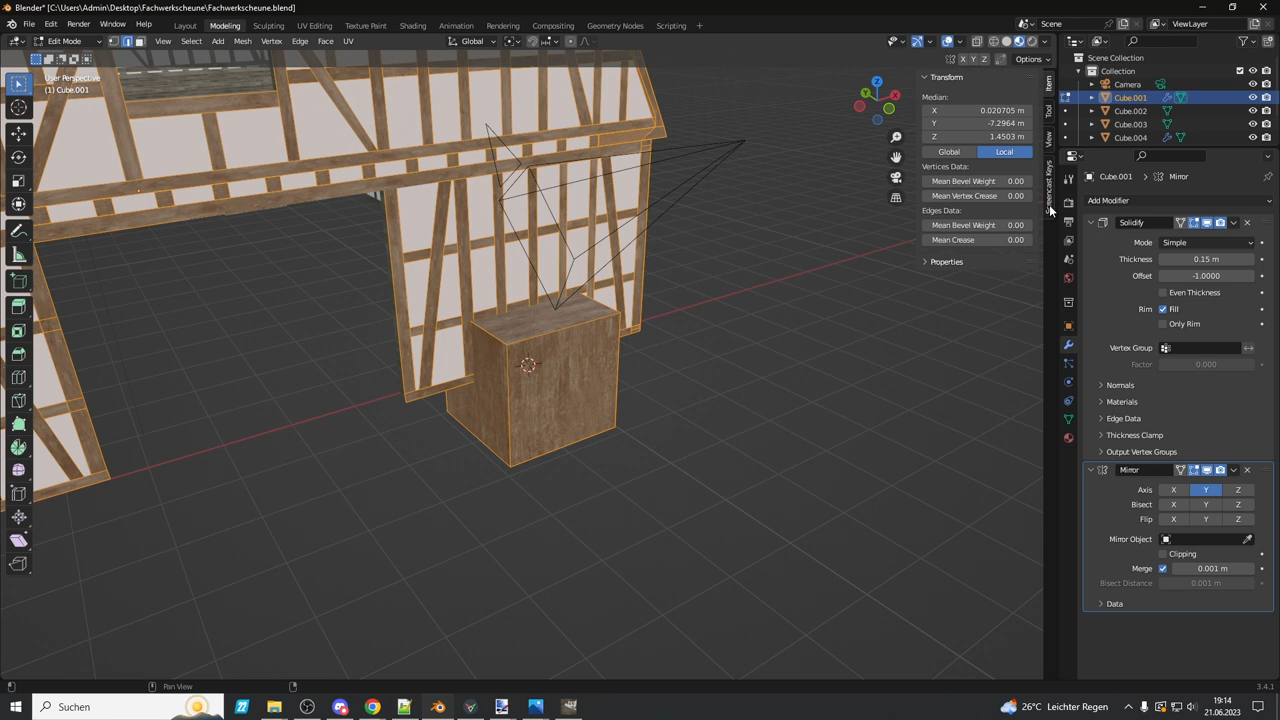 Blender* [C:\Users\Admin\Desktop\Fachwerkscheune\Fachwerkscheune.blend]
File Edit Render Window Help Layout Modeling Sculpting UV Editing Texture Paint Shading Animation Rendering Compositing Geometry Nodes Scripting + Scene ViewLayer
Edit Mode View Select Add Mesh Vertex Edge Face UV Global
X Y Z Options
User Perspective
(1) Cube.001
Z
Y X
Transform
Median:
X 0.020705 m
Y -7.2964 m
Z 1.4503 m
Global Local
Vertices Data:
Mean Bevel Weight 0.00
Mean Vertex Crease 0.00
Edges Data:
Mean Bevel Weight 0.00
Mean Crease 0.00
Properties
Item
Tool
View
Screencast Keys
Scene Collection
Collection
Camera
Cube.001
Cube.002
Cube.003
Cube.004
Cube.001 > Mirror
Add Modifier
Solidify
Mode Simple
Thickness 0.15 m
Offset -1.0000
Even Thickness
Rim Fill
Only Rim
Vertex Group
Factor 0.000
Normals
Materials
Edge Data
Thickness Clamp
Output Vertex Groups
Mirror
Axis X Y Z
Bisect X Y Z
Flip X Y Z
Mirror Object
Clipping
Merge 0.001 m
Bisect Distance 0.001 m
Data
Pan View
3.4.1
Suchen
26°C Leichter Regen
19:14
21.06.2023